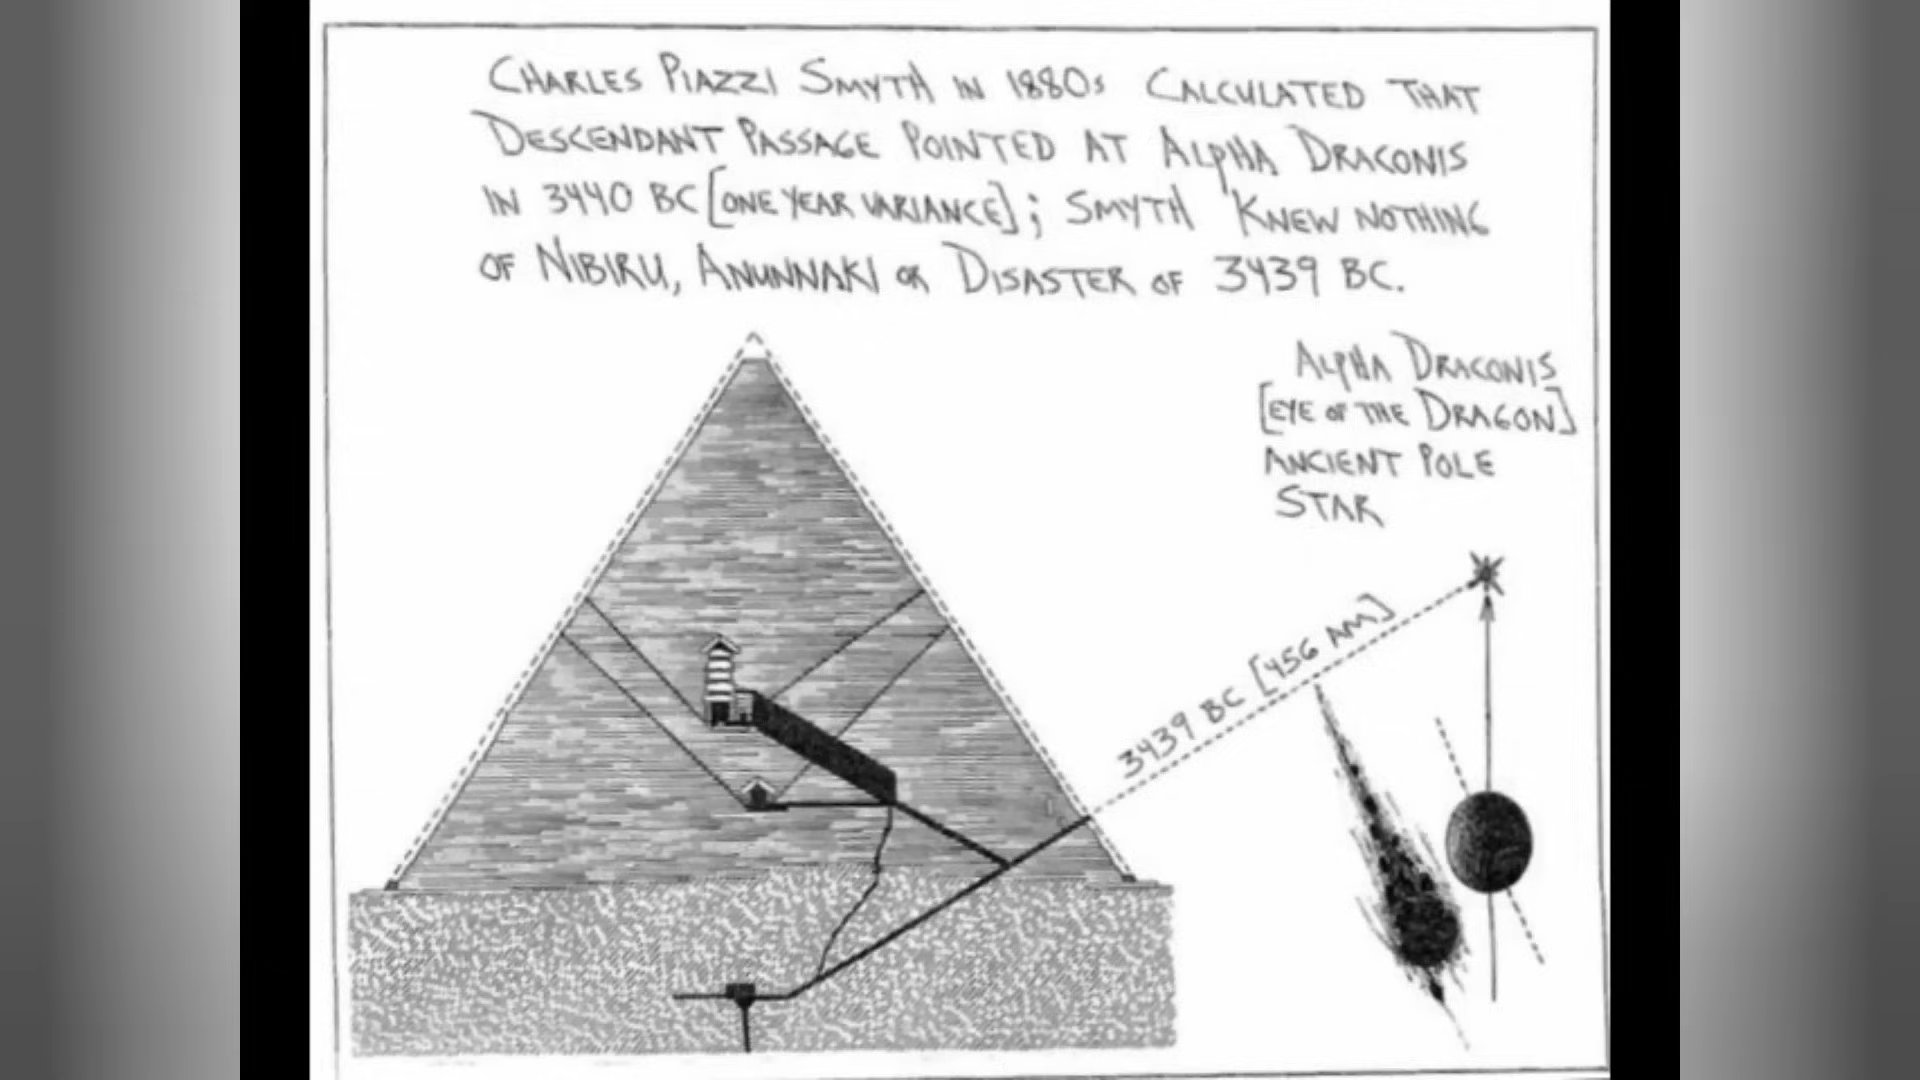 CHARLES PIAZZI SMYTH IN 1880s CALCULATED THAT
DESCENDANT PASSAGE POINTED AT ALPHA DRACONIS
IN 3440 BC [ONE YEAR VARIANCE]; SMYTH KNEW NOTHING
OF NIBIRU, ANUNNAKI OR DISASTER OF 3439 BC.
ALPHA DRACONIS
[EYE OF THE DRAGON]
ANCIENT POLE
STAR
3439 BC [456 AM]